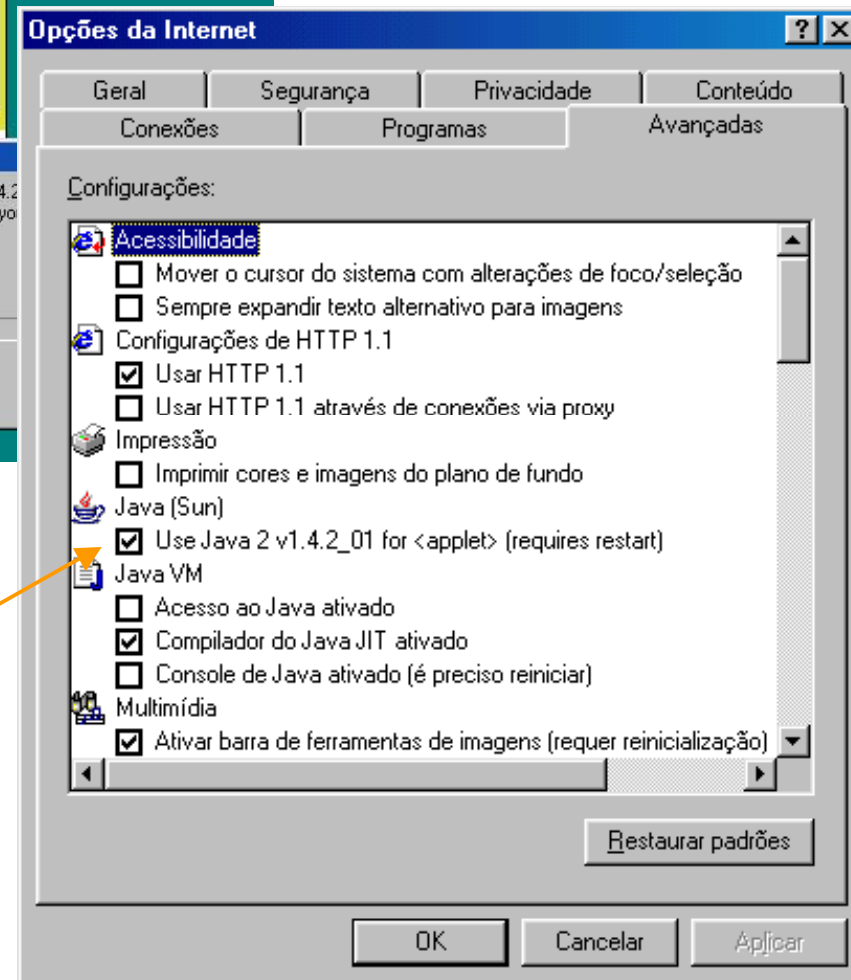 Opções da Internet
Geral
Segurança
Privacidade
Conteúdo
Conexões
Programas
Avançadas
Configurações:
Acessibilidade
Mover o cursor do sistema com alterações de foco/seleção
Sempre expandir texto alternativo para imagens
Configurações de HTTP 1.1
Usar HTTP 1.1
Usar HTTP 1.1 através de conexões via proxy
Impressão
Imprimir cores e imagens do plano de fundo
Java (Sun)
Use Java 2 v1.4.2_01 for <applet> (requires restart)
Java VM
Acesso ao Java ativado
Compilador do Java JIT ativado
Console de Java ativado (é preciso reiniciar)
Multimídia
Ativar barra de ferramentas de imagens (requer reinicialização)
Restaurar padrões
OK
Cancelar
Aplicar